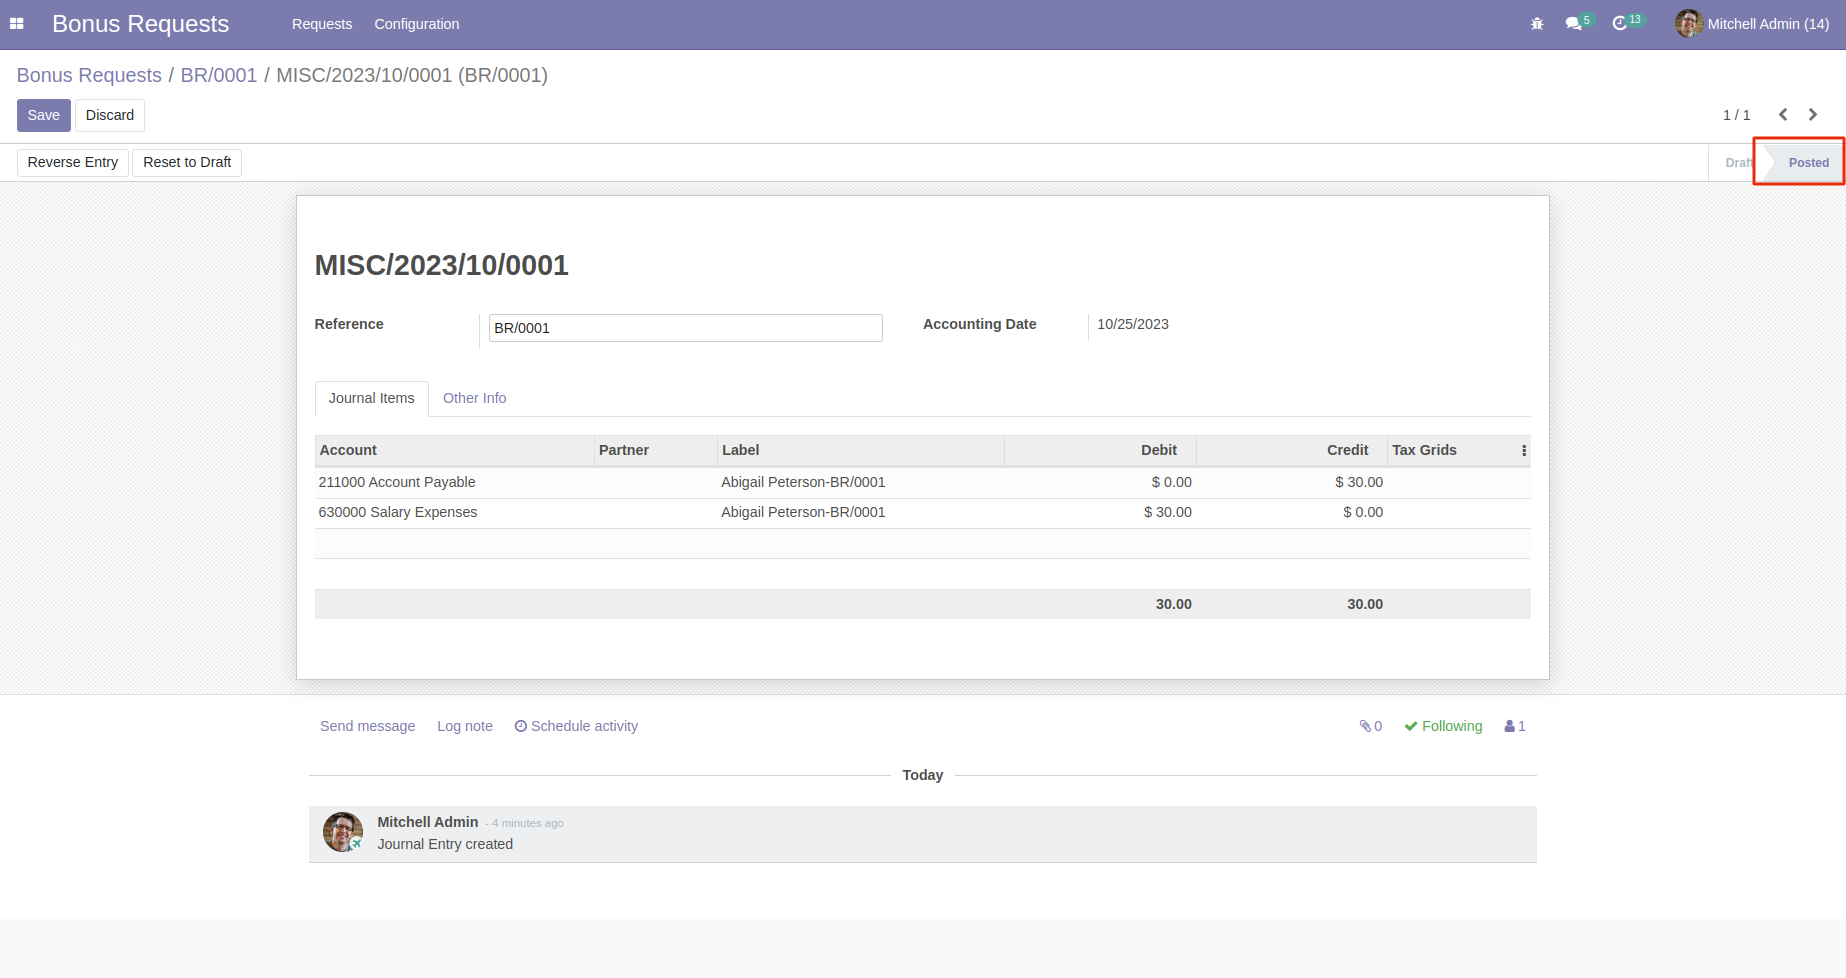 Bonus Requests Requests Configuration 5 13 Mitchell Admin (14)
Bonus Requests / BR/0001 / MISC/2023/10/0001 (BR/0001)
Save Discard 1 / 1
Reverse Entry Reset to Draft Draft Posted
MISC/2023/10/0001
Reference BR/0001 Accounting Date 10/25/2023
Journal Items Other Info
Account Partner Label Debit Credit Tax Grids
211000 Account Payable Abigail Peterson-BR/0001 $ 0.00 $ 30.00
630000 Salary Expenses Abigail Peterson-BR/0001 $ 30.00 $ 0.00
30.00 30.00
Send message Log note Schedule activity 0 Following 1
Today
Mitchell Admin - 4 minutes ago
Journal Entry created